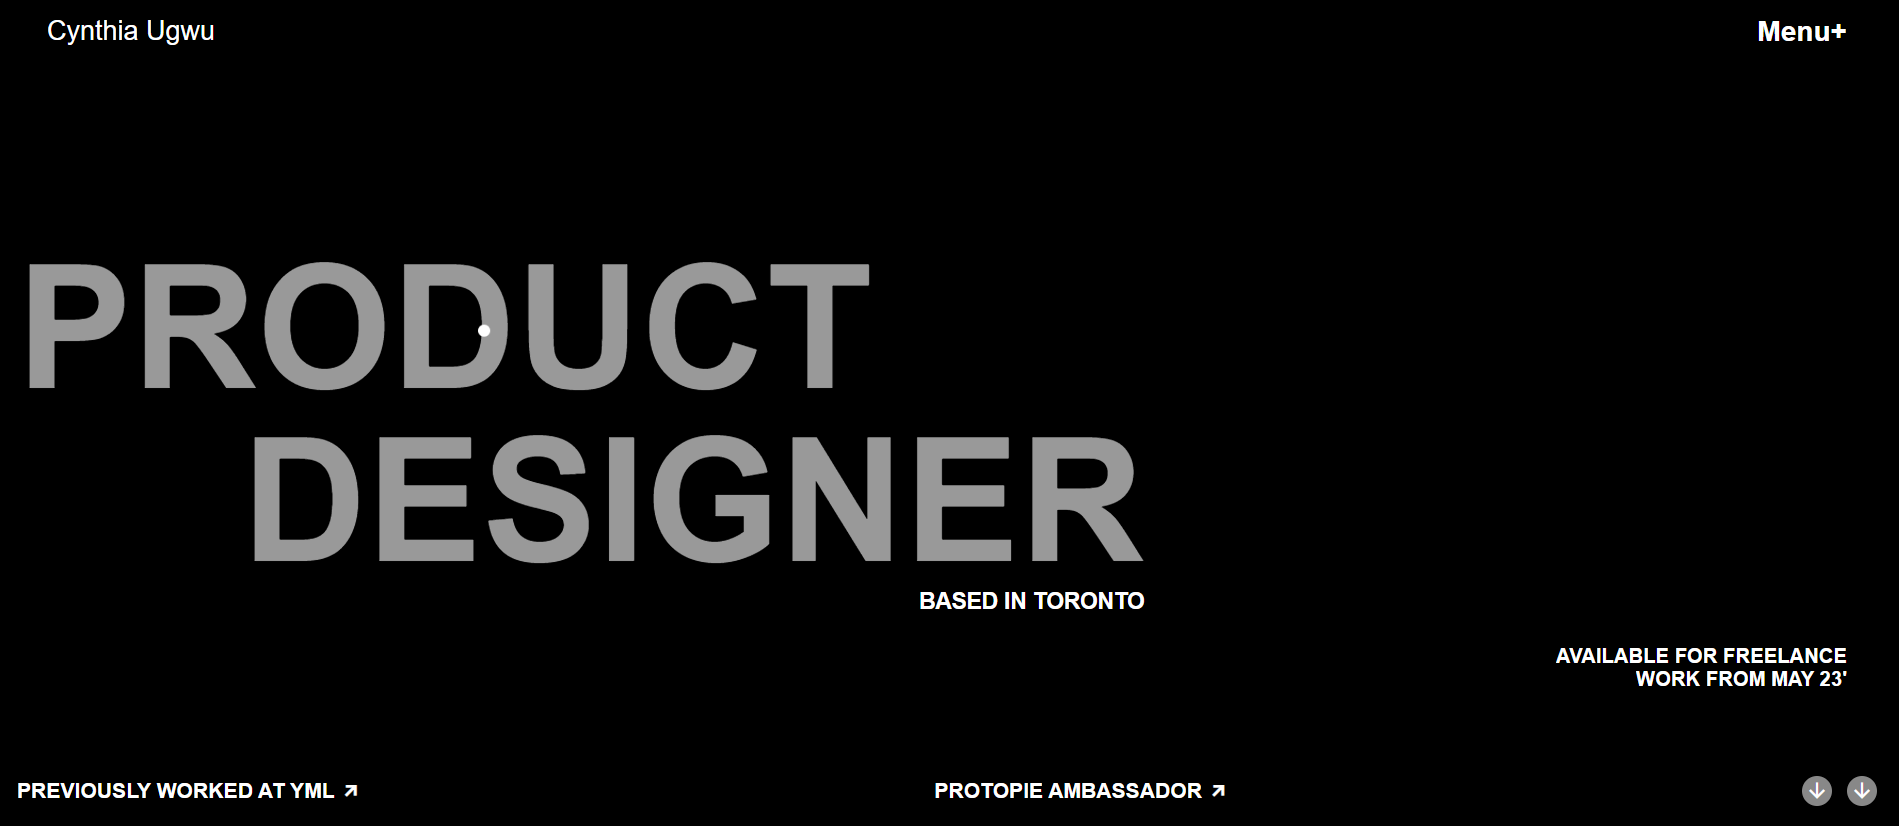 Cynthia Ugwu
Menu+
PRODUCT
DESIGNER
BASED IN TORONTO
AVAILABLE FOR FREELANCE
WORK FROM MAY 23'
PREVIOUSLY WORKED AT YML
PROTOPIE AMBASSADOR